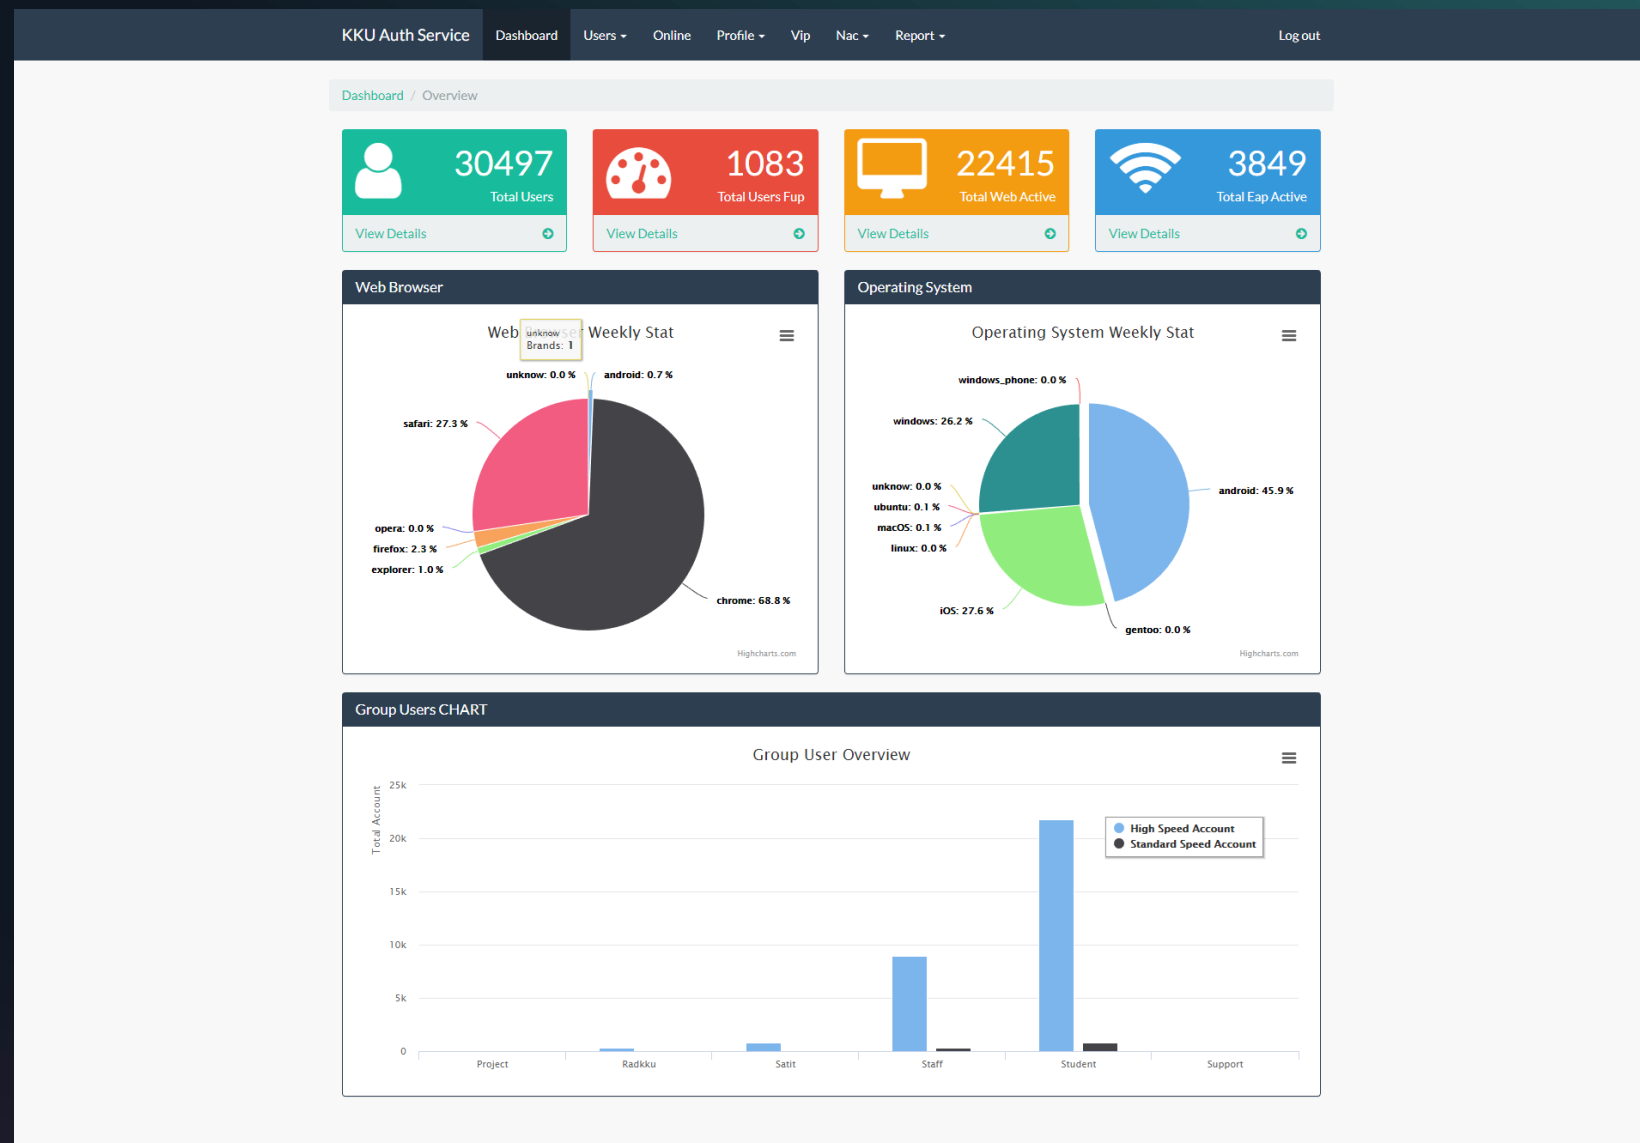 KKU Auth Service Dashboard Users Online Profile Vip Nac Report Log out
Dashboard / Overview
30497
Total Users
View Details
1083
Total Users Fup
View Details
22415
Total Web Active
View Details
3849
Total Eap Active
View Details
Web Browser
Web Browser Weekly Stat
unknow
Brands: 1
unknow: 0.0 %
android: 0.7 %
safari: 27.3 %
opera: 0.0 %
firefox: 2.3 %
explorer: 1.0 %
chrome: 68.8 %
Highcharts.com
Operating System
Operating System Weekly Stat
windows_phone: 0.0 %
windows: 26.2 %
unknow: 0.0 %
ubuntu: 0.1 %
macOS: 0.1 %
linux: 0.0 %
android: 45.9 %
iOS: 27.6 %
gentoo: 0.0 %
Highcharts.com
Group Users CHART
Group User Overview
Total Account
25k
20k
15k
10k
5k
0
High Speed Account
Standard Speed Account
Project Radkku Satit Staff Student Support